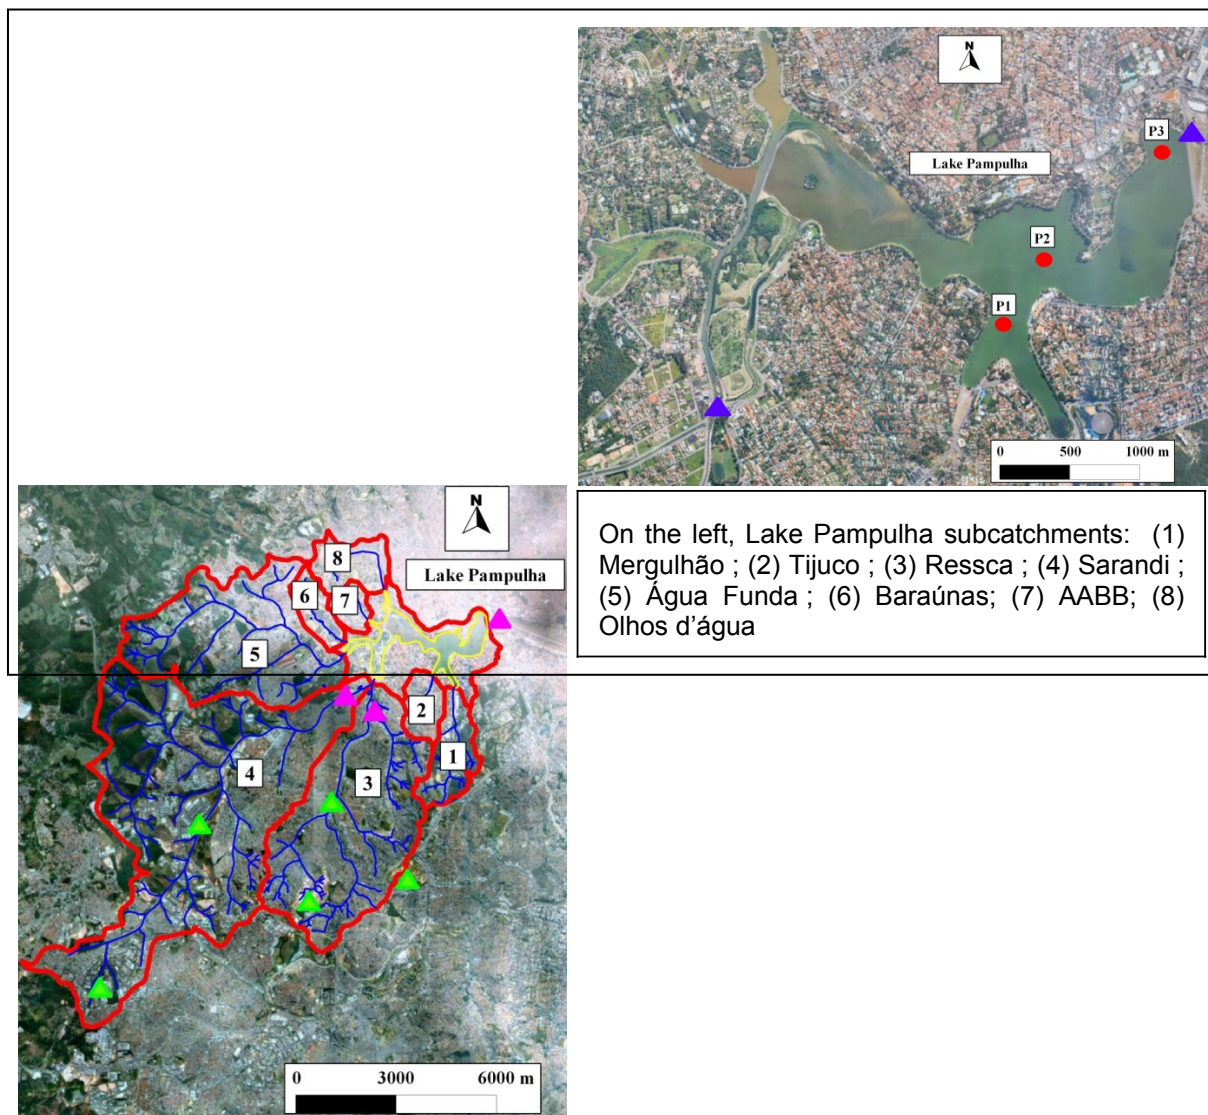 N
Lake Pampulha
P3
P2
P1
0 500 1000 m
On the left, Lake Pampulha subcatchments: (1)
Mergulhão ; (2) Tijuco ; (3) Ressca ; (4) Sarandi ;
(5) Água Funda ; (6) Baraúnas; (7) AABB; (8)
Olhos d’água
N
Lake Pampulha
8
6
7
5
2
1
4
3
0 3000 6000 m